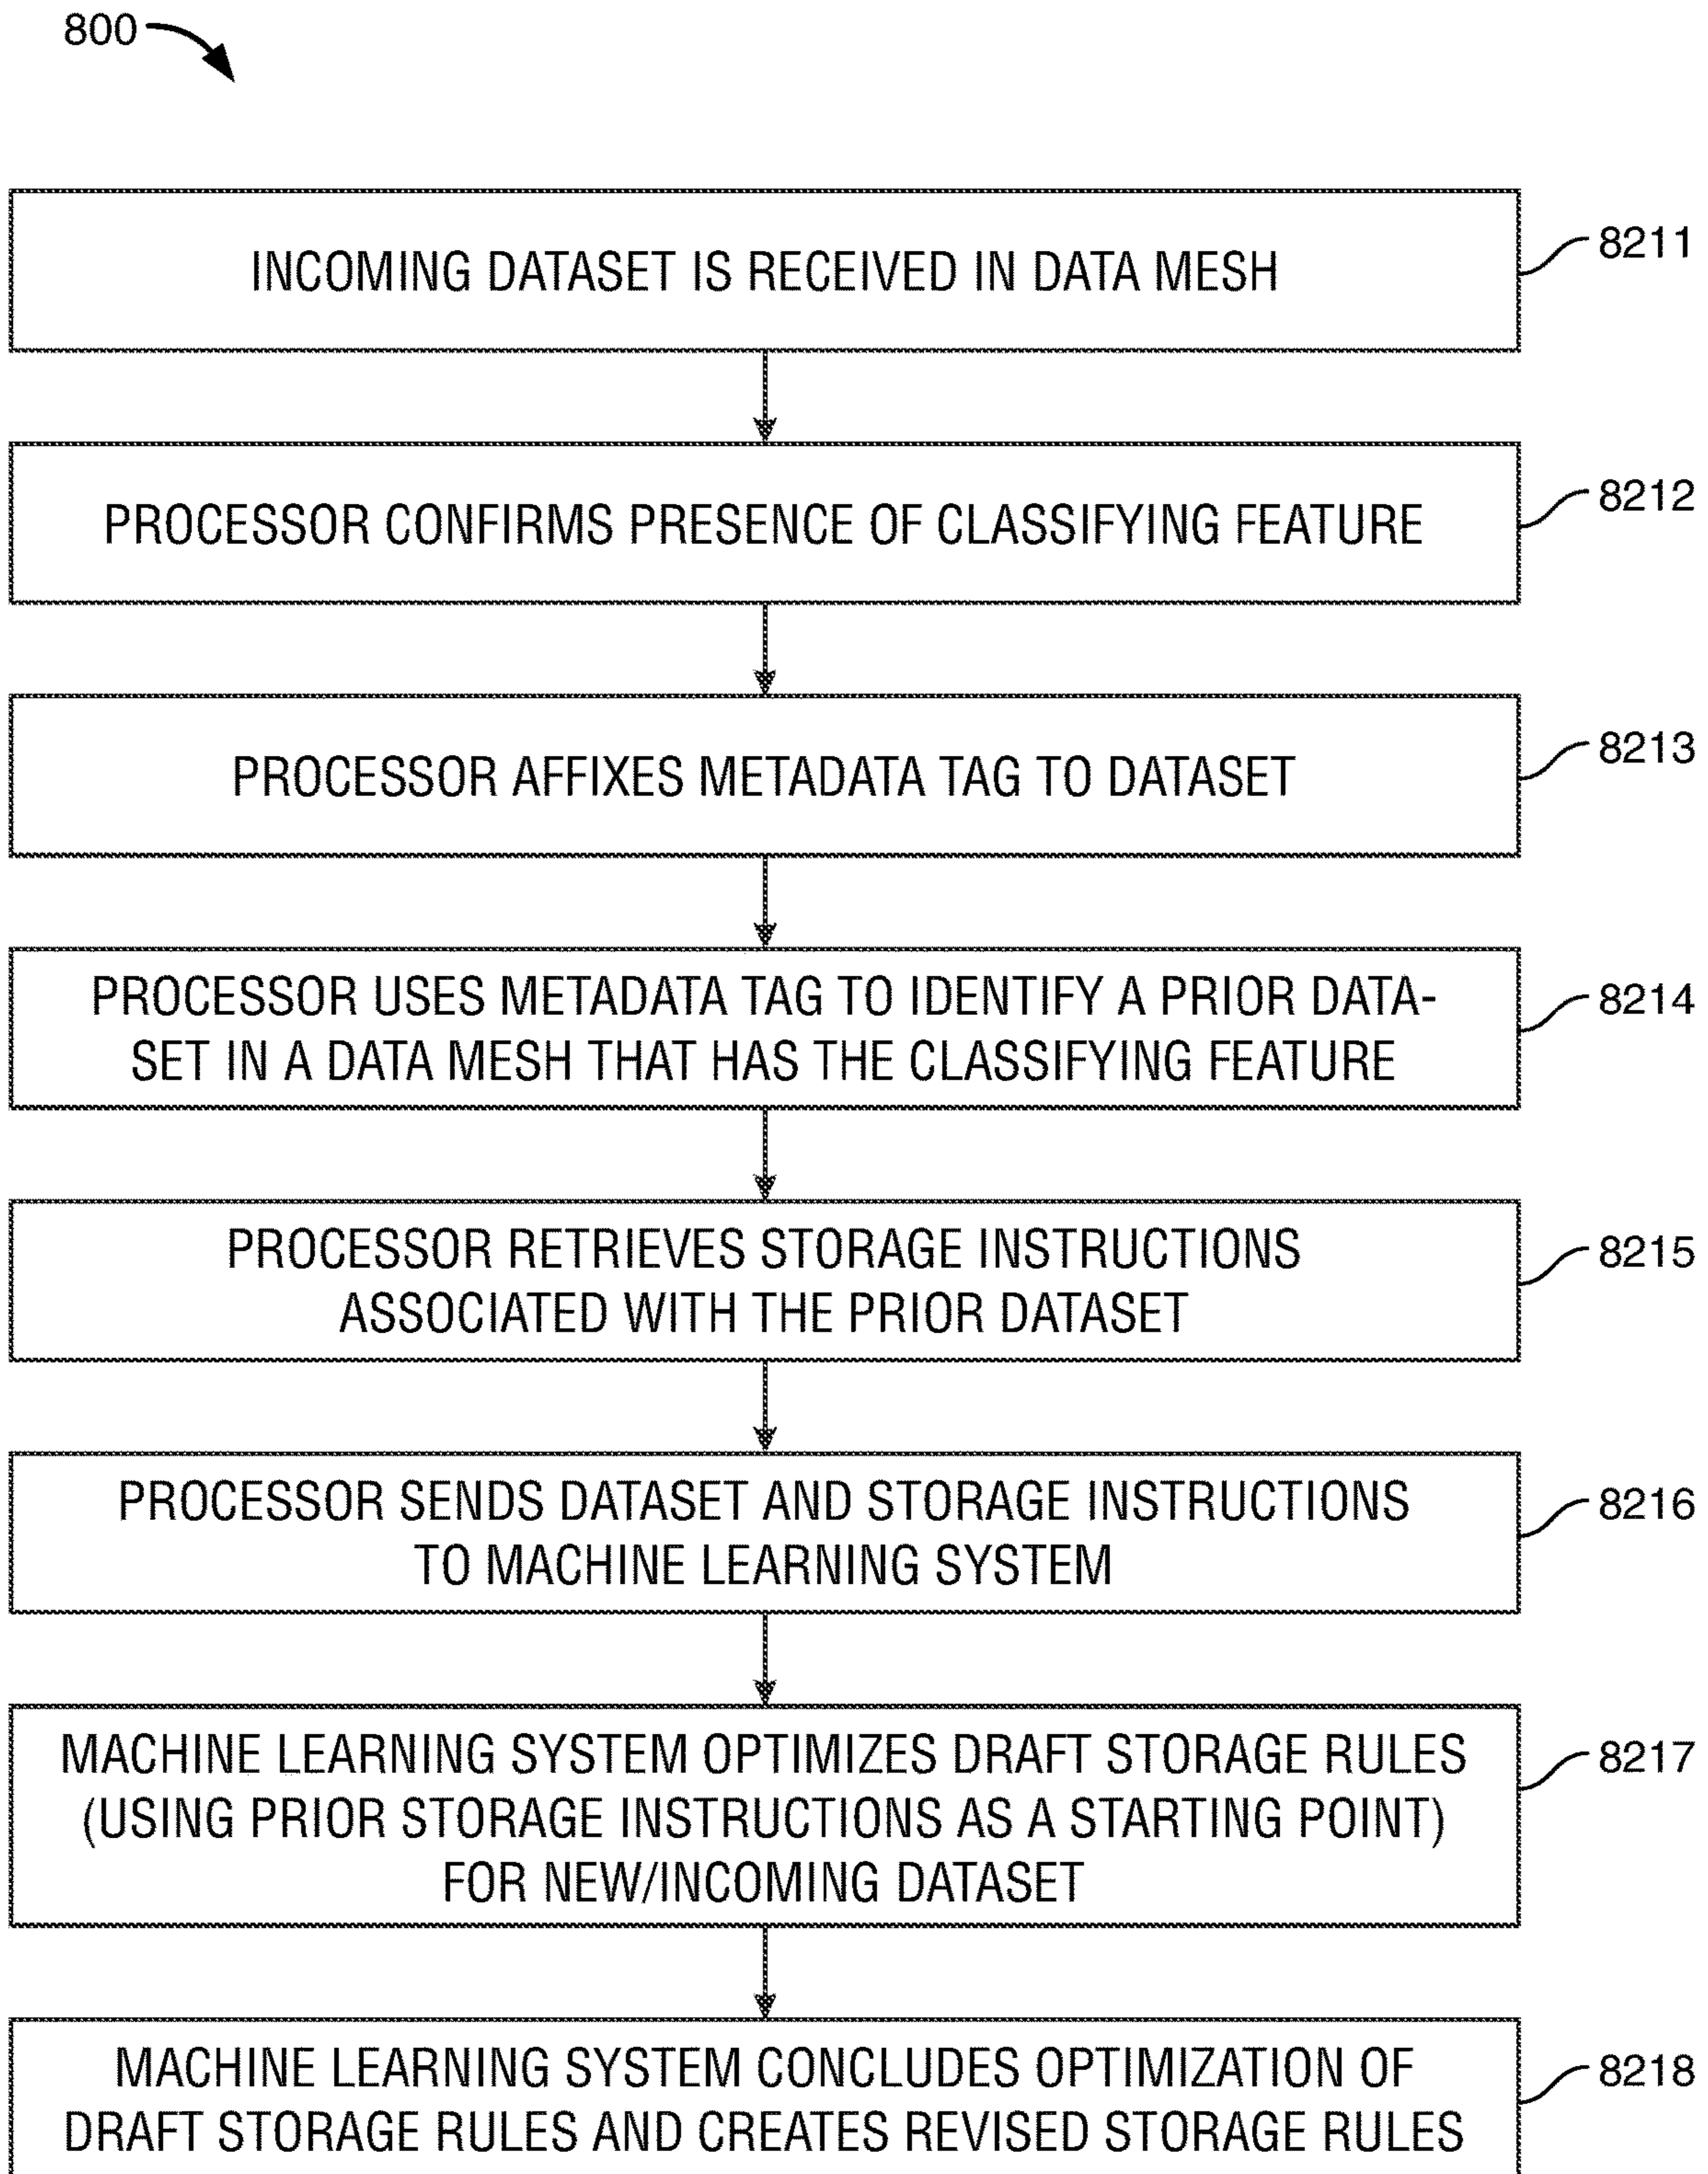 800
INCOMING DATASET IS RECEIVED IN DATA MESH
8211
PROCESSOR CONFIRMS PRESENCE OF CLASSIFYING FEATURE
8212
PROCESSOR AFFIXES METADATA TAG TO DATASET
8213
PROCESSOR USES METADATA TAG TO IDENTIFY A PRIOR DATA-
SET IN A DATA MESH THAT HAS THE CLASSIFYING FEATURE
8214
PROCESSOR RETRIEVES STORAGE INSTRUCTIONS
ASSOCIATED WITH THE PRIOR DATASET
8215
PROCESSOR SENDS DATASET AND STORAGE INSTRUCTIONS
TO MACHINE LEARNING SYSTEM
8216
MACHINE LEARNING SYSTEM OPTIMIZES DRAFT STORAGE RULES
(USING PRIOR STORAGE INSTRUCTIONS AS A STARTING POINT)
FOR NEW/INCOMING DATASET
8217
MACHINE LEARNING SYSTEM CONCLUDES OPTIMIZATION OF
DRAFT STORAGE RULES AND CREATES REVISED STORAGE RULES
8218